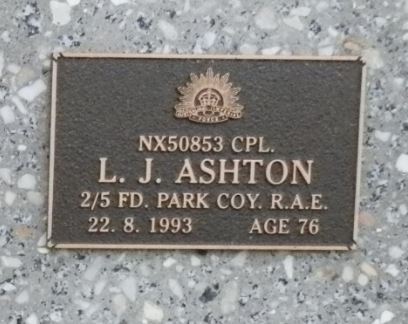 NX50853 CPL.
L. J. ASHTON
2/5 FD. PARK COY. R.A.E.
22. 8. 1993 AGE 76